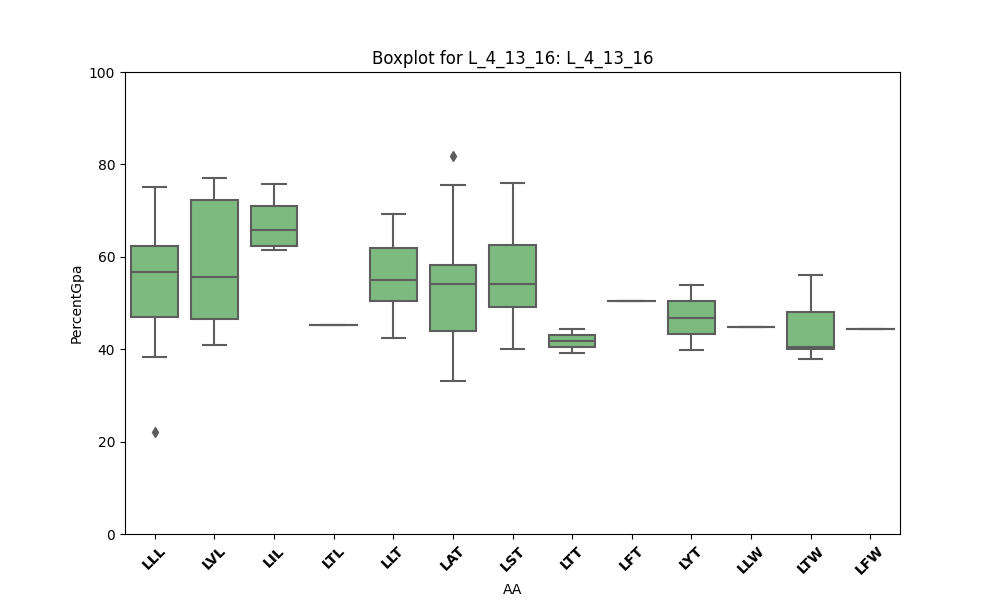 Boxplot for L_4_13_16: L_4_13_16
100
80
60
40
20
0
PercentGpa
LLL LVL LIL LTL LLT LAT LST LTT LFT LYT LLW LTW LFW
AA